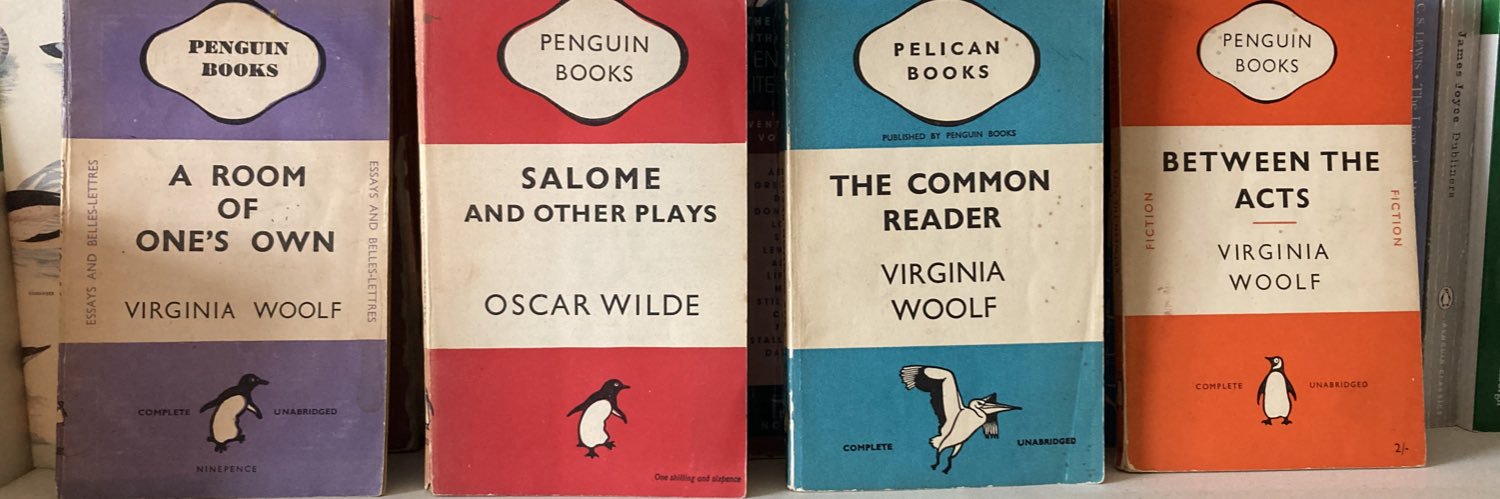 PENGUIN
BOOKS
A ROOM
OF
ONE'S OWN
VIRGINIA WOOLF
ESSAYS AND BELLES-LETTRES
ESSAYS AND BELLES-LETTRES
COMPLETE UNABRIDGED
NINEPENCE
PENGUIN
BOOKS
SALOME
AND OTHER PLAYS
OSCAR WILDE
One shilling and sixpence
PELICAN
BOOKS
PUBLISHED BY PENGUIN BOOKS
THE COMMON
READER
VIRGINIA
WOOLF
COMPLETE UNABRIDGED
PENGUIN
BOOKS
BETWEEN THE
ACTS
VIRGINIA
WOOLF
FICTION
FICTION
COMPLETE UNABRIDGED
2/-
C. S. LEWIS • The
James Joyce Dubliners